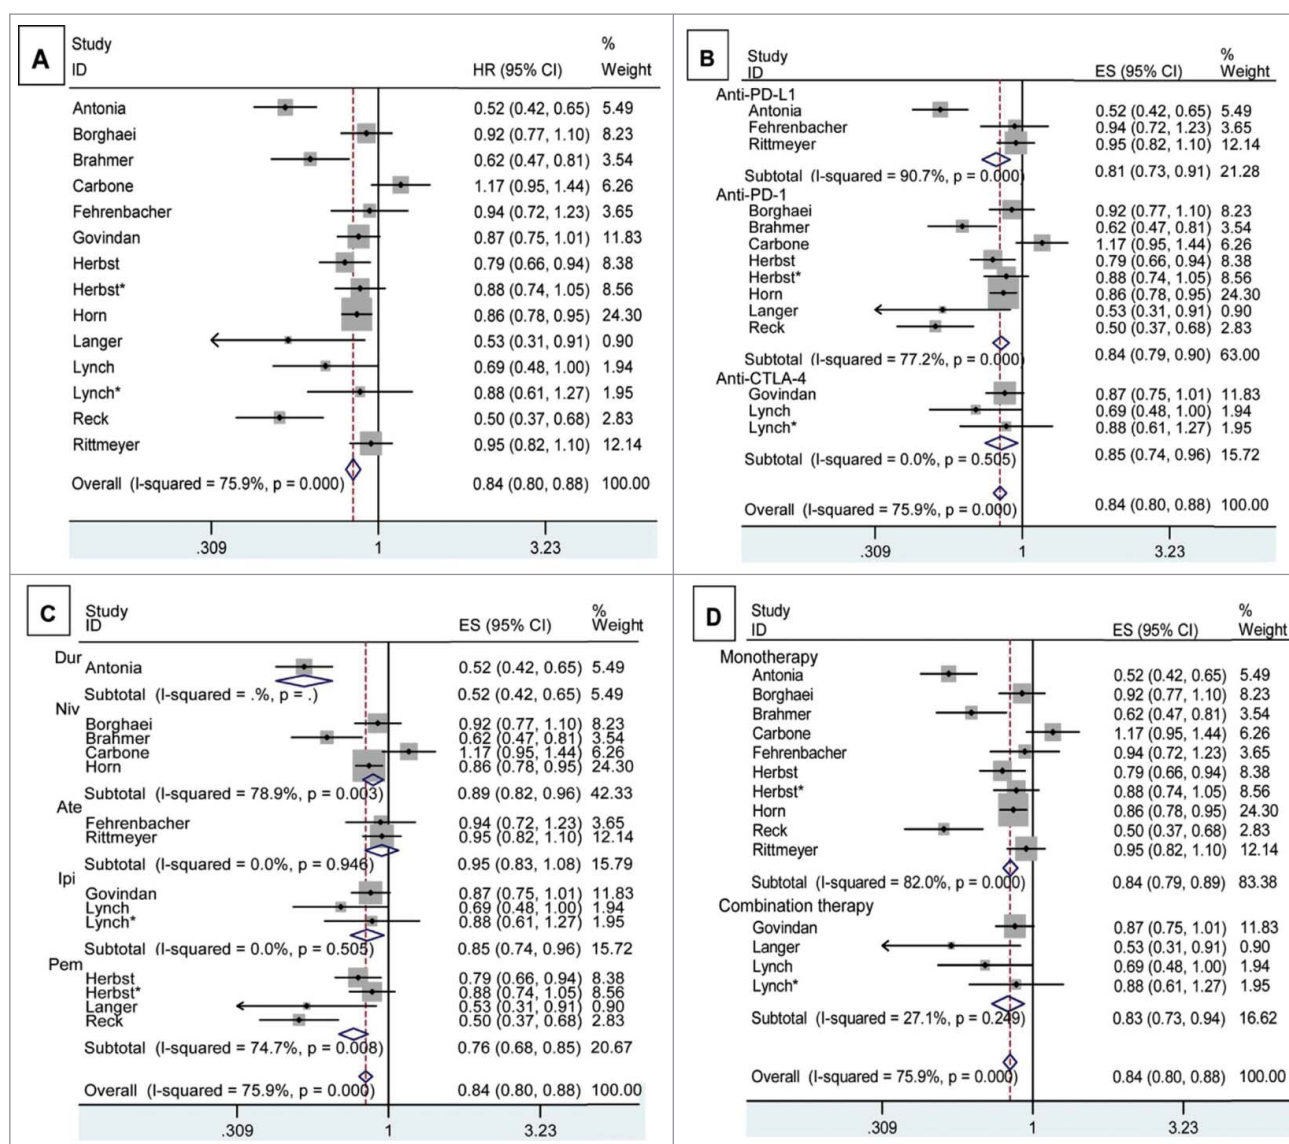 A
Study %
ID HR (95% CI) Weight
Antonia 0.52 (0.42, 0.65) 5.49
Borghaei 0.92 (0.77, 1.10) 8.23
Brahmer 0.62 (0.47, 0.81) 3.54
Carbone 1.17 (0.95, 1.44) 6.26
Fehrenbacher 0.94 (0.72, 1.23) 3.65
Govindan 0.87 (0.75, 1.01) 11.83
Herbst 0.79 (0.66, 0.94) 8.38
Herbst* 0.88 (0.74, 1.05) 8.56
Horn 0.86 (0.78, 0.95) 24.30
Langer 0.53 (0.31, 0.91) 0.90
Lynch 0.69 (0.48, 1.00) 1.94
Lynch* 0.88 (0.61, 1.27) 1.95
Reck 0.50 (0.37, 0.68) 2.83
Rittmeyer 0.95 (0.82, 1.10) 12.14
Overall (I-squared = 75.9%, p = 0.000) 0.84 (0.80, 0.88) 100.00
.309 1 3.23
B
Study %
ID ES (95% CI) Weight
Anti-PD-L1
Antonia 0.52 (0.42, 0.65) 5.49
Fehrenbacher 0.94 (0.72, 1.23) 3.65
Rittmeyer 0.95 (0.82, 1.10) 12.14
Subtotal (I-squared = 90.7%, p = 0.000) 0.81 (0.73, 0.91) 21.28
Anti-PD-1
Borghaei 0.92 (0.77, 1.10) 8.23
Brahmer 0.62 (0.47, 0.81) 3.54
Carbone 1.17 (0.95, 1.44) 6.26
Herbst 0.79 (0.66, 0.94) 8.38
Herbst* 0.88 (0.74, 1.05) 8.56
Horn 0.86 (0.78, 0.95) 24.30
Langer 0.53 (0.31, 0.91) 0.90
Reck 0.50 (0.37, 0.68) 2.83
Subtotal (I-squared = 77.2%, p = 0.000) 0.84 (0.79, 0.90) 63.00
Anti-CTLA-4
Govindan 0.87 (0.75, 1.01) 11.83
Lynch 0.69 (0.48, 1.00) 1.94
Lynch* 0.88 (0.61, 1.27) 1.95
Subtotal (I-squared = 0.0%, p = 0.505) 0.85 (0.74, 0.96) 15.72
Overall (I-squared = 75.9%, p = 0.000) 0.84 (0.80, 0.88) 100.00
.309 1 3.23
C
Study %
ID ES (95% CI) Weight
Dur
Antonia 0.52 (0.42, 0.65) 5.49
Subtotal (I-squared = .%, p = .) 0.52 (0.42, 0.65) 5.49
Niv
Borghaei 0.92 (0.77, 1.10) 8.23
Brahmer 0.62 (0.47, 0.81) 3.54
Carbone 1.17 (0.95, 1.44) 6.26
Horn 0.86 (0.78, 0.95) 24.30
Subtotal (I-squared = 78.9%, p = 0.003) 0.89 (0.82, 0.96) 42.33
Ate
Fehrenbacher 0.94 (0.72, 1.23) 3.65
Rittmeyer 0.95 (0.82, 1.10) 12.14
Subtotal (I-squared = 0.0%, p = 0.946) 0.95 (0.83, 1.08) 15.79
Ipi
Govindan 0.87 (0.75, 1.01) 11.83
Lynch 0.69 (0.48, 1.00) 1.94
Lynch* 0.88 (0.61, 1.27) 1.95
Subtotal (I-squared = 0.0%, p = 0.505) 0.85 (0.74, 0.96) 15.72
Pem
Herbst 0.79 (0.66, 0.94) 8.38
Herbst* 0.88 (0.74, 1.05) 8.56
Langer 0.53 (0.31, 0.91) 0.90
Reck 0.50 (0.37, 0.68) 2.83
Subtotal (I-squared = 74.7%, p = 0.008) 0.76 (0.68, 0.85) 20.67
Overall (I-squared = 75.9%, p = 0.000) 0.84 (0.80, 0.88) 100.00
.309 1 3.23
D
Study %
ID ES (95% CI) Weight
Monotherapy
Antonia 0.52 (0.42, 0.65) 5.49
Borghaei 0.92 (0.77, 1.10) 8.23
Brahmer 0.62 (0.47, 0.81) 3.54
Carbone 1.17 (0.95, 1.44) 6.26
Fehrenbacher 0.94 (0.72, 1.23) 3.65
Herbst 0.79 (0.66, 0.94) 8.38
Herbst* 0.88 (0.74, 1.05) 8.56
Horn 0.86 (0.78, 0.95) 24.30
Reck 0.50 (0.37, 0.68) 2.83
Rittmeyer 0.95 (0.82, 1.10) 12.14
Subtotal (I-squared = 82.0%, p = 0.000) 0.84 (0.79, 0.89) 83.38
Combination therapy
Govindan 0.87 (0.75, 1.01) 11.83
Langer 0.53 (0.31, 0.91) 0.90
Lynch 0.69 (0.48, 1.00) 1.94
Lynch* 0.88 (0.61, 1.27) 1.95
Subtotal (I-squared = 27.1%, p = 0.249) 0.83 (0.73, 0.94) 16.62
Overall (I-squared = 75.9%, p = 0.000) 0.84 (0.80, 0.88) 100.00
.309 1 3.23